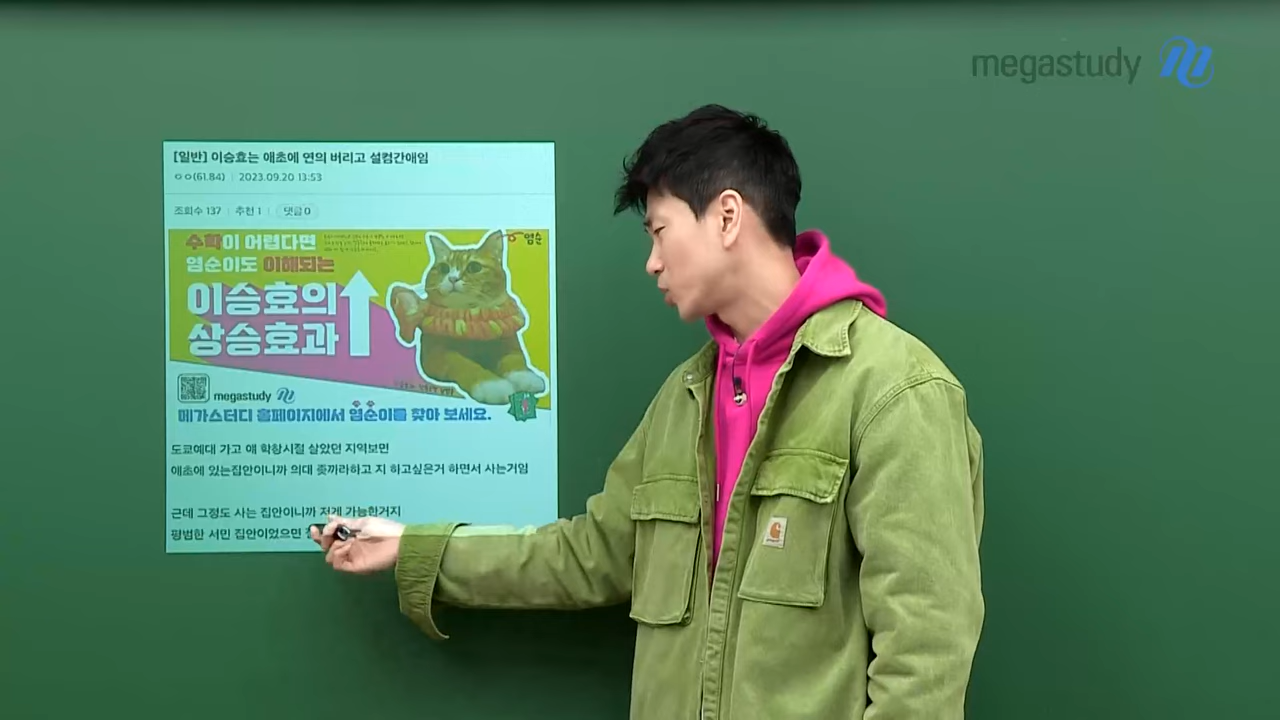 megastudy
[일반] 이승효는 애초에 연의 버리고 설컴간애임
ㅇㅇ(61.84) | 2023.09.20 13:53
조회수 137 | 추천 1 | 댓글 0
수학이 어렵다면
염순이도 이해되는
이승효의
상승효과
염순
megastudy
메가스터디 홈페이지에서 염순이를 찾아 보세요.
도쿄예대 가고 얘 학창시절 살았던 지역보면
애초에 있는집안이니까 의대 좆까라하고 지 하고싶은거 하면서 사는거임
근데 그정도 사는 집안이니까 저게 가능한거지
평범한 서민 집안이었으면